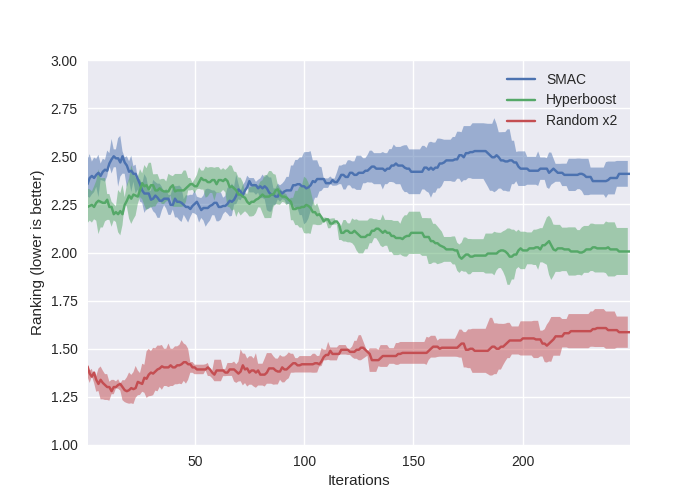 3.00
2.75
2.50
2.25
2.00
1.75
1.50
1.25
1.00
Ranking (lower is better)
SMAC
Hyperboost
Random x2
50
100
150
200
Iterations